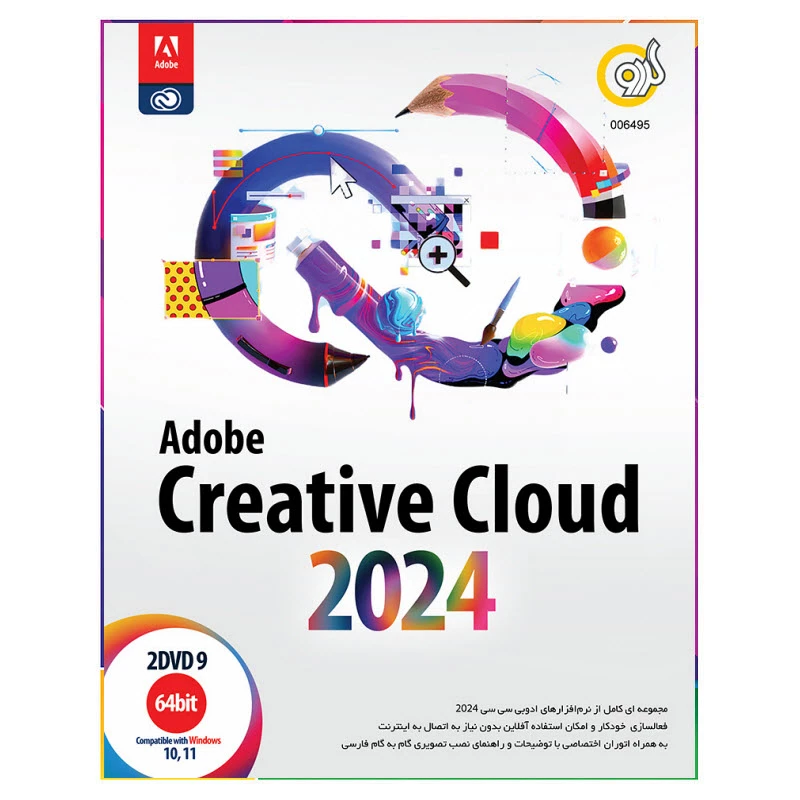 Adobe
گردو
006495
Adobe
Creative Cloud
2024
2DVD 9
64bit
Compatible with Windows
10, 11
مجموعه ای کامل از نرم‌افزارهای ادوبی سی سی 2024
فعالسازی خودکار و امکان استفاده آفلاین بدون نیاز به اتصال به اینترنت
به همراه اتوران اختصاصی با توضیحات و راهنمای نصب تصویری گام به گام فارسی